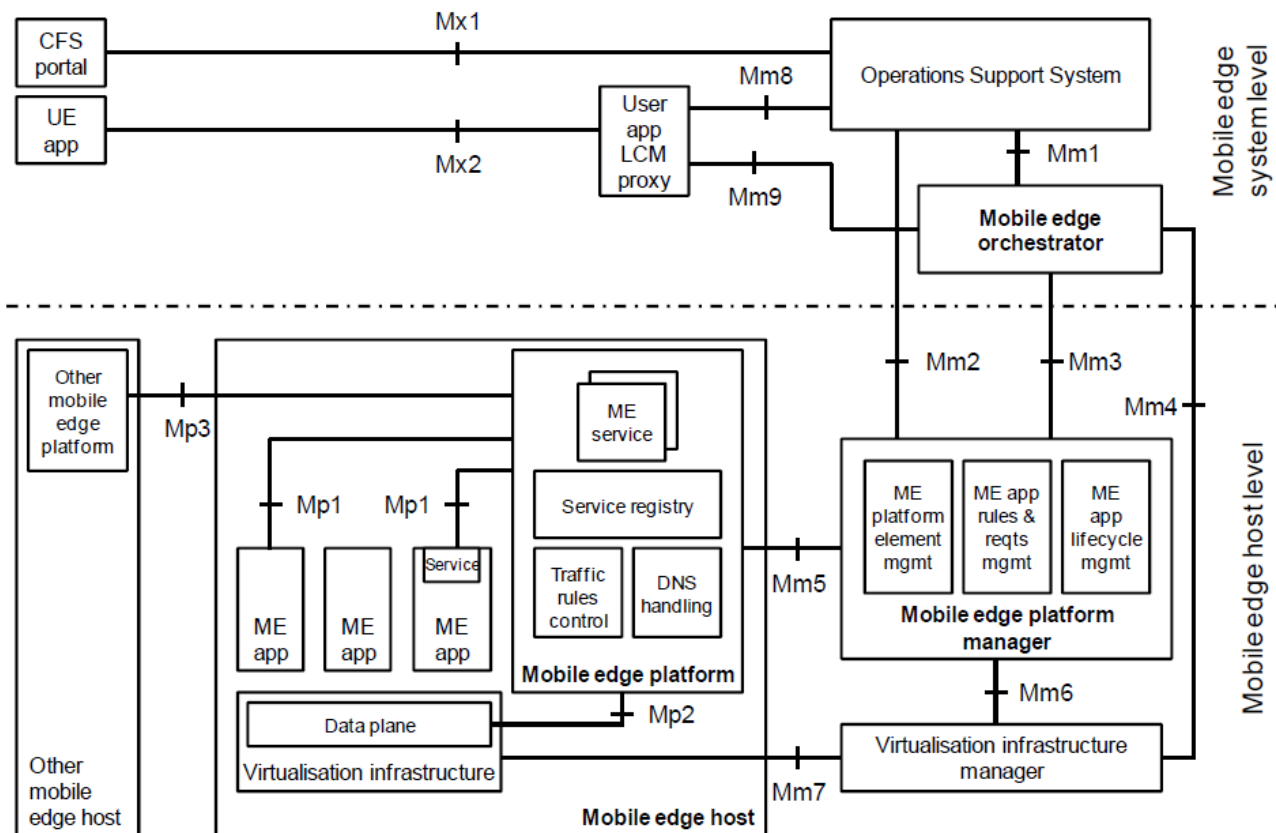 CFS
portal
Mx1
Operations Support System
UE
app
Mx2
User
app
LCM
proxy
Mm8
Mm9
Mm1
Mobile edge
orchestrator
Mobile edge
system level
Other
mobile
edge
platform
Mp3
Mp1
Mp1
ME
service
Service registry
Traffic
rules
control
DNS
handling
Mobile edge platform
ME
app
ME
app
Service
ME
app
Mp2
Data plane
Virtualisation infrastructure
Other
mobile
edge host
Mobile edge host
Mm2
Mm3
Mm4
Mm5
ME
platform
element
mgmt
ME app
rules &
reqts
mgmt
ME
app
lifecycle
mgmt
Mobile edge platform
manager
Mm6
Mm7
Virtualisation infrastructure
manager
Mobile edge host level